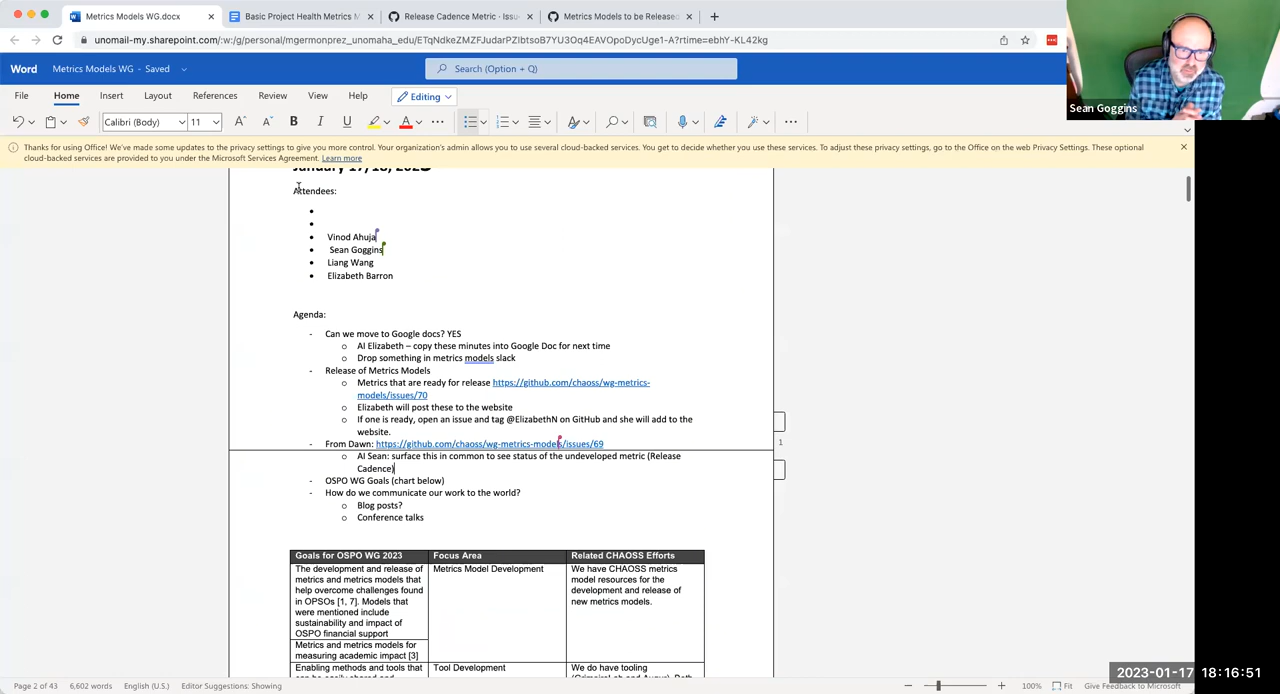 Metrics Models WG.docx
Basic Project Health Metrics M
Release Cadence Metric · Issu
Metrics Models to be Released
unomail-my.sharepoint.com/:w:/g/personal/mgermonprez_unomaha_edu/ETqNdkeZMZFJudarPZIbtsoB7YU3Oq4EAVOpoDycUge1-A?rtime=ebhY-KL42kg
Word
Metrics Models WG - Saved
Search (Option + Q)
Sean Goggins
File
Home
Insert
Layout
References
Review
View
Help
Editing
Calibri (Body)
11
Thanks for using Office! We've made some updates to the privacy settings to give you more control. Your organization's admin allows you to use several cloud-backed services. You get to decide whether you use these services. To adjust these privacy settings, go to the Office on the web Privacy Settings. These optional
cloud-backed services are provided to you under the Microsoft Services Agreement. Learn more
January 17/18, 2023
Attendees:
Vinod Ahuja
Sean Goggins
Liang Wang
Elizabeth Barron
Agenda:
- Can we move to Google docs? YES
o AI Elizabeth – copy these minutes into Google Doc for next time
o Drop something in metrics models slack
- Release of Metrics Models
o Metrics that are ready for release https://github.com/chaoss/wg-metrics-
models/issues/70
o Elizabeth will post these to the website
o If one is ready, open an issue and tag @ElizabethN on GitHub and she will add to the
website.
- From Dawn: https://github.com/chaoss/wg-metrics-models/issues/69
1
o AI Sean: surface this in common to see status of the undeveloped metric (Release
Cadence)
- OSPO WG Goals (chart below)
- How do we communicate our work to the world?
o Blog posts?
o Conference talks
Goals for OSPO WG 2023
Focus Area
Related CHAOSS Efforts
The development and release of
metrics and metrics models that
help overcome challenges found
in OPSOs [1, 7]. Models that
were mentioned include
sustainability and impact of
OSPO financial support
Metrics Model Development
We have CHAOSS metrics
model resources for the
development and release of
new metrics models.
Metrics and metrics models for
measuring academic impact [3]
Enabling methods and tools that
Tool Development
We do have tooling
2023-01-17 18:16:51
Page 2 of 43
6,602 words
English (U.S.)
Editor Suggestions: Showing
100%
Fit
Give Feedback to Microsoft